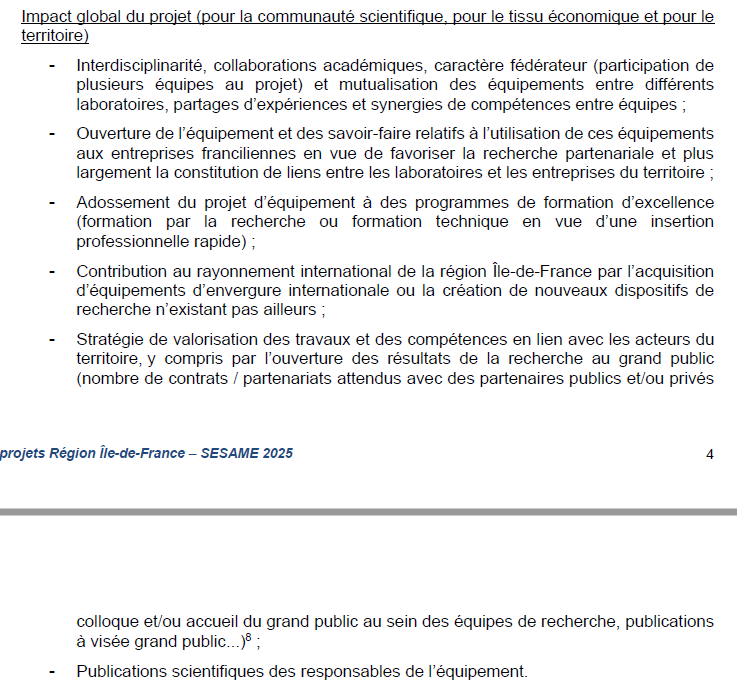 Impact global du projet (pour la communauté scientifique, pour le tissu économique et pour le
territoire)
- Interdisciplinarité, collaborations académiques, caractère fédérateur (participation de
plusieurs équipes au projet) et mutualisation des équipements entre différents
laboratoires, partages d’expériences et synergies de compétences entre équipes ;
- Ouverture de l’équipement et des savoir-faire relatifs à l’utilisation de ces équipements
aux entreprises franciliennes en vue de favoriser la recherche partenariale et plus
largement la constitution de liens entre les laboratoires et les entreprises du territoire ;
- Adossement du projet d’équipement à des programmes de formation d’excellence
(formation par la recherche ou formation technique en vue d’une insertion
professionnelle rapide) ;
- Contribution au rayonnement international de la région Île-de-France par l’acquisition
d’équipements d’envergure internationale ou la création de nouveaux dispositifs de
recherche n’existant pas ailleurs ;
- Stratégie de valorisation des travaux et des compétences en lien avec les acteurs du
territoire, y compris par l’ouverture des résultats de la recherche au grand public
(nombre de contrats / partenariats attendus avec des partenaires publics et/ou privés
projets Région Île-de-France – SESAME 2025 4
colloque et/ou accueil du grand public au sein des équipes de recherche, publications
à visée grand public...)⁸ ;
- Publications scientifiques des responsables de l’équipement.